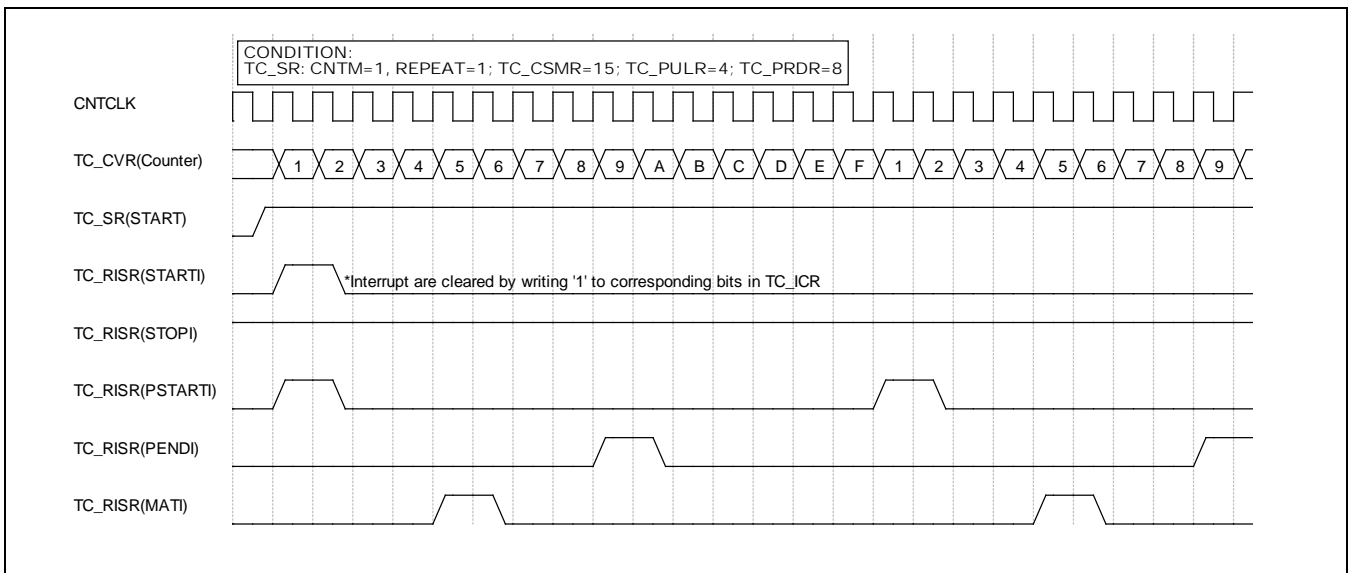 CONDITION:
TC_SR: CNTM=1, REPEAT=1; TC_CSMR=15; TC_PULR=4; TC_PRDR=8
CNTCLK
TC_CVR(Counter) 1 2 3 4 5 6 7 8 9 A B C D E F 1 2 3 4 5 6 7 8 9
TC_SR(START)
TC_RISR(STARTI) *Interrupt are cleared by writing '1' to corresponding bits in TC_ICR
TC_RISR(STOPI)
TC_RISR(PSTARTI)
TC_RISR(PENDI)
TC_RISR(MATI)